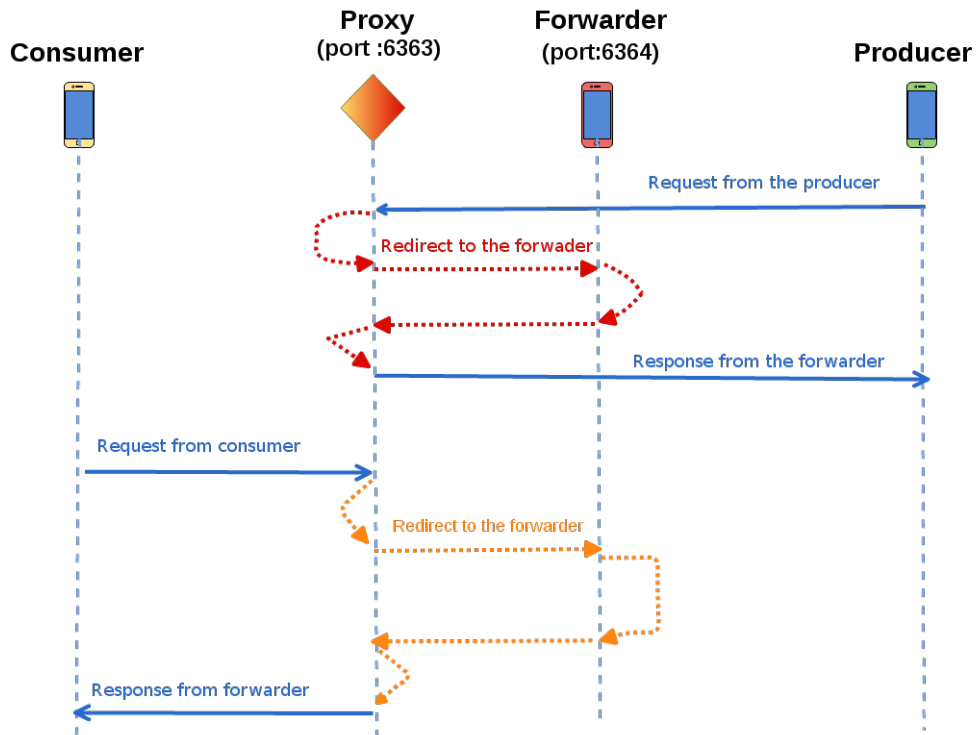 Consumer
Proxy
(port :6363)
Forwarder
(port:6364)
Producer
Request from the producer
Redirect to the forwader
Response from the forwarder
Request from consumer
Redirect to the forwarder
Response from forwarder